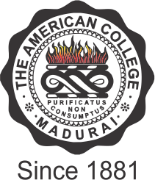 · THE AMERICAN COLLEGE ·
PURIFICATUS
NON
CONSUMPTUS
MADURAI
Since 1881